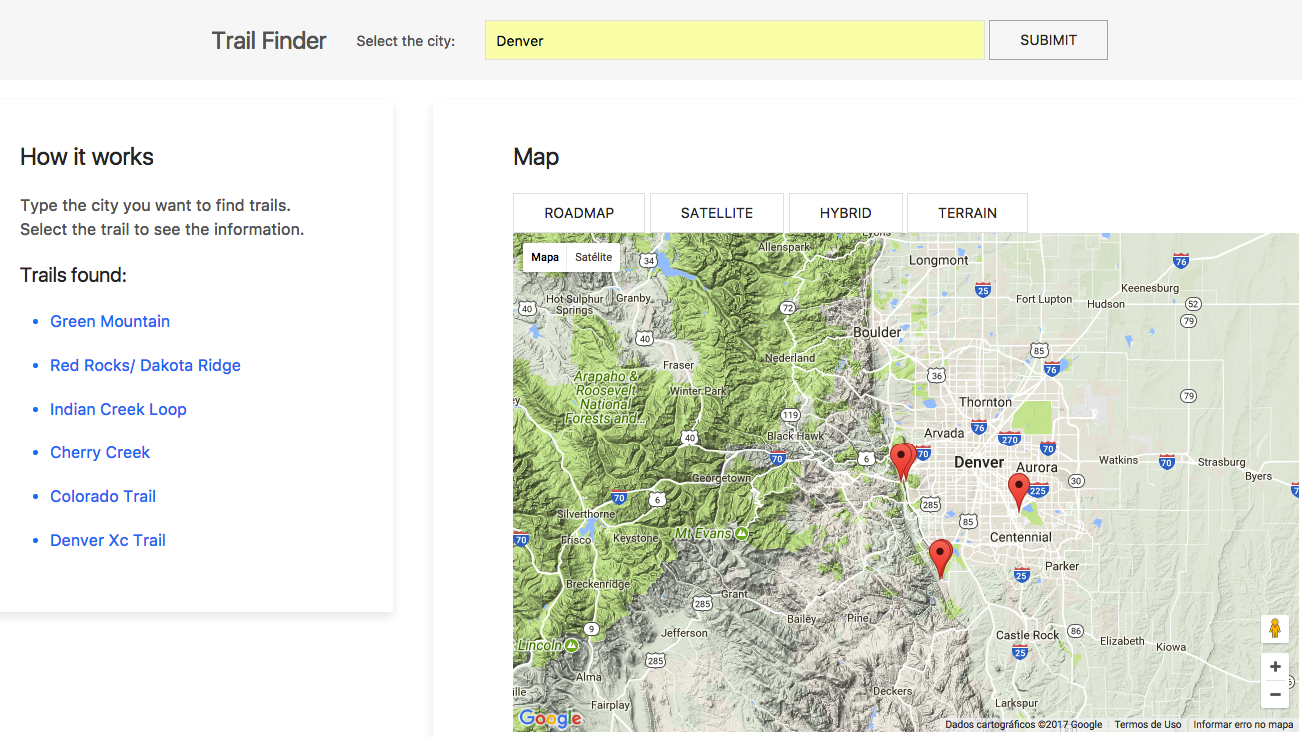 Trail Finder
Select the city:
Denver
SUBIMIT
How it works
Type the city you want to find trails.
Select the trail to see the information.
Trails found:
Green Mountain
Red Rocks/ Dakota Ridge
Indian Creek Loop
Cherry Creek
Colorado Trail
Denver Xc Trail
Map
ROADMAP
SATELLITE
HYBRID
TERRAIN
Mapa
Satélite
Allenspark
Lyons
34
Longmont
76
25
Keenesburg
Hot Sulphur
Springs
Granby
Fort Lupton
Hudson
52
40
72
79
Boulder
40
85
Nederland
76
Fraser
36
Arapaho &
Roosevelt
National
Forests and...
Winter Park
79
Thornton
119
76
Arvada
40
Black Hawk
270
70
6
70
70
Denver
Aurora
Watkins
70
Strasburg
Byers
Georgetown
30
225
70
6
285
Silverthorne
85
70
Frisco
Keystone
Mt Evans
Centennial
Parker
25
Breckenridge
Grant
285
Bailey
Pine
9
Jefferson
Castle Rock
86
Elizabeth
Kiowa
Lincoln
25
285
Alma
Deckers
Fairplay
Larkspur
Google
Dados cartográficos ©2017 Google
Termos de Uso
Informar erro no mapa